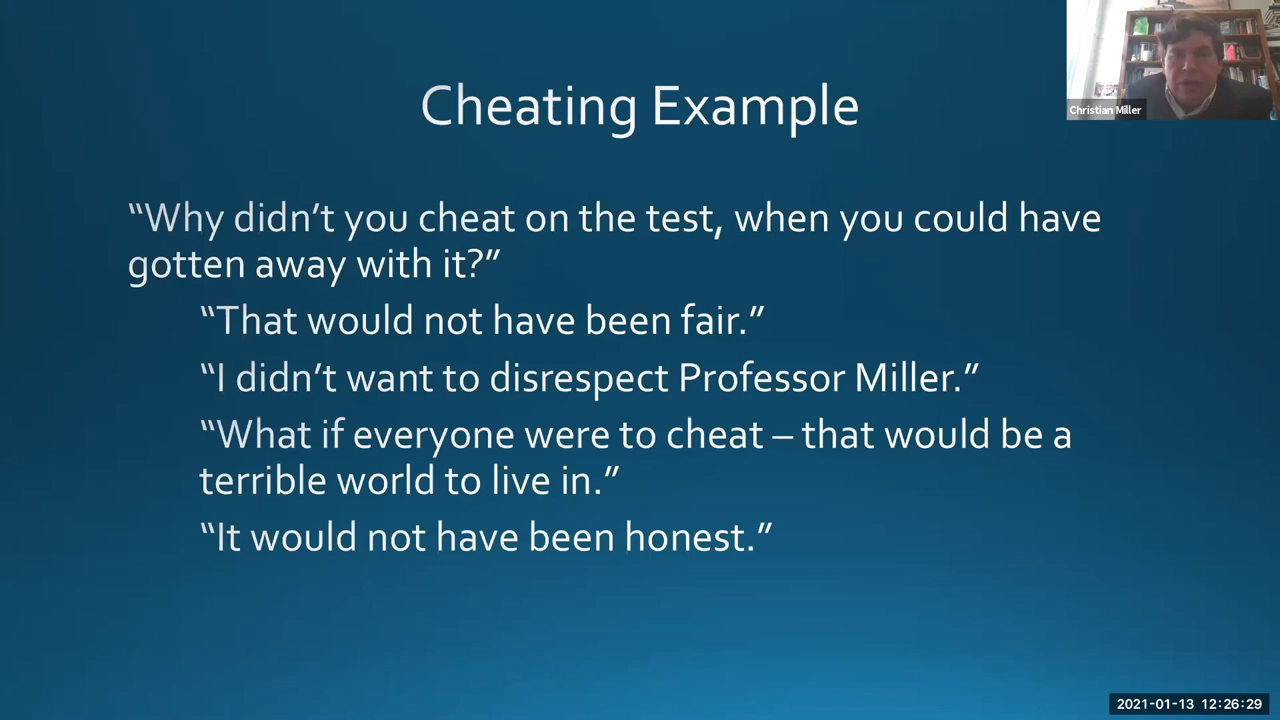 Christian Miller
Cheating Example
“Why didn’t you cheat on the test, when you could have
gotten away with it?”
“That would not have been fair.”
“I didn’t want to disrespect Professor Miller.”
“What if everyone were to cheat – that would be a
terrible world to live in.”
“It would not have been honest.”
2021-01-13 12:26:29